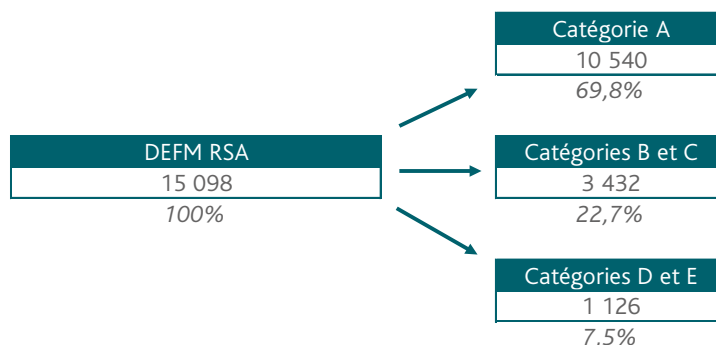 Catégorie A
10 540
69,8%
DEFM RSA
15 098
100%
Catégories B et C
3 432
22,7%
Catégories D et E
1 126
7,5%